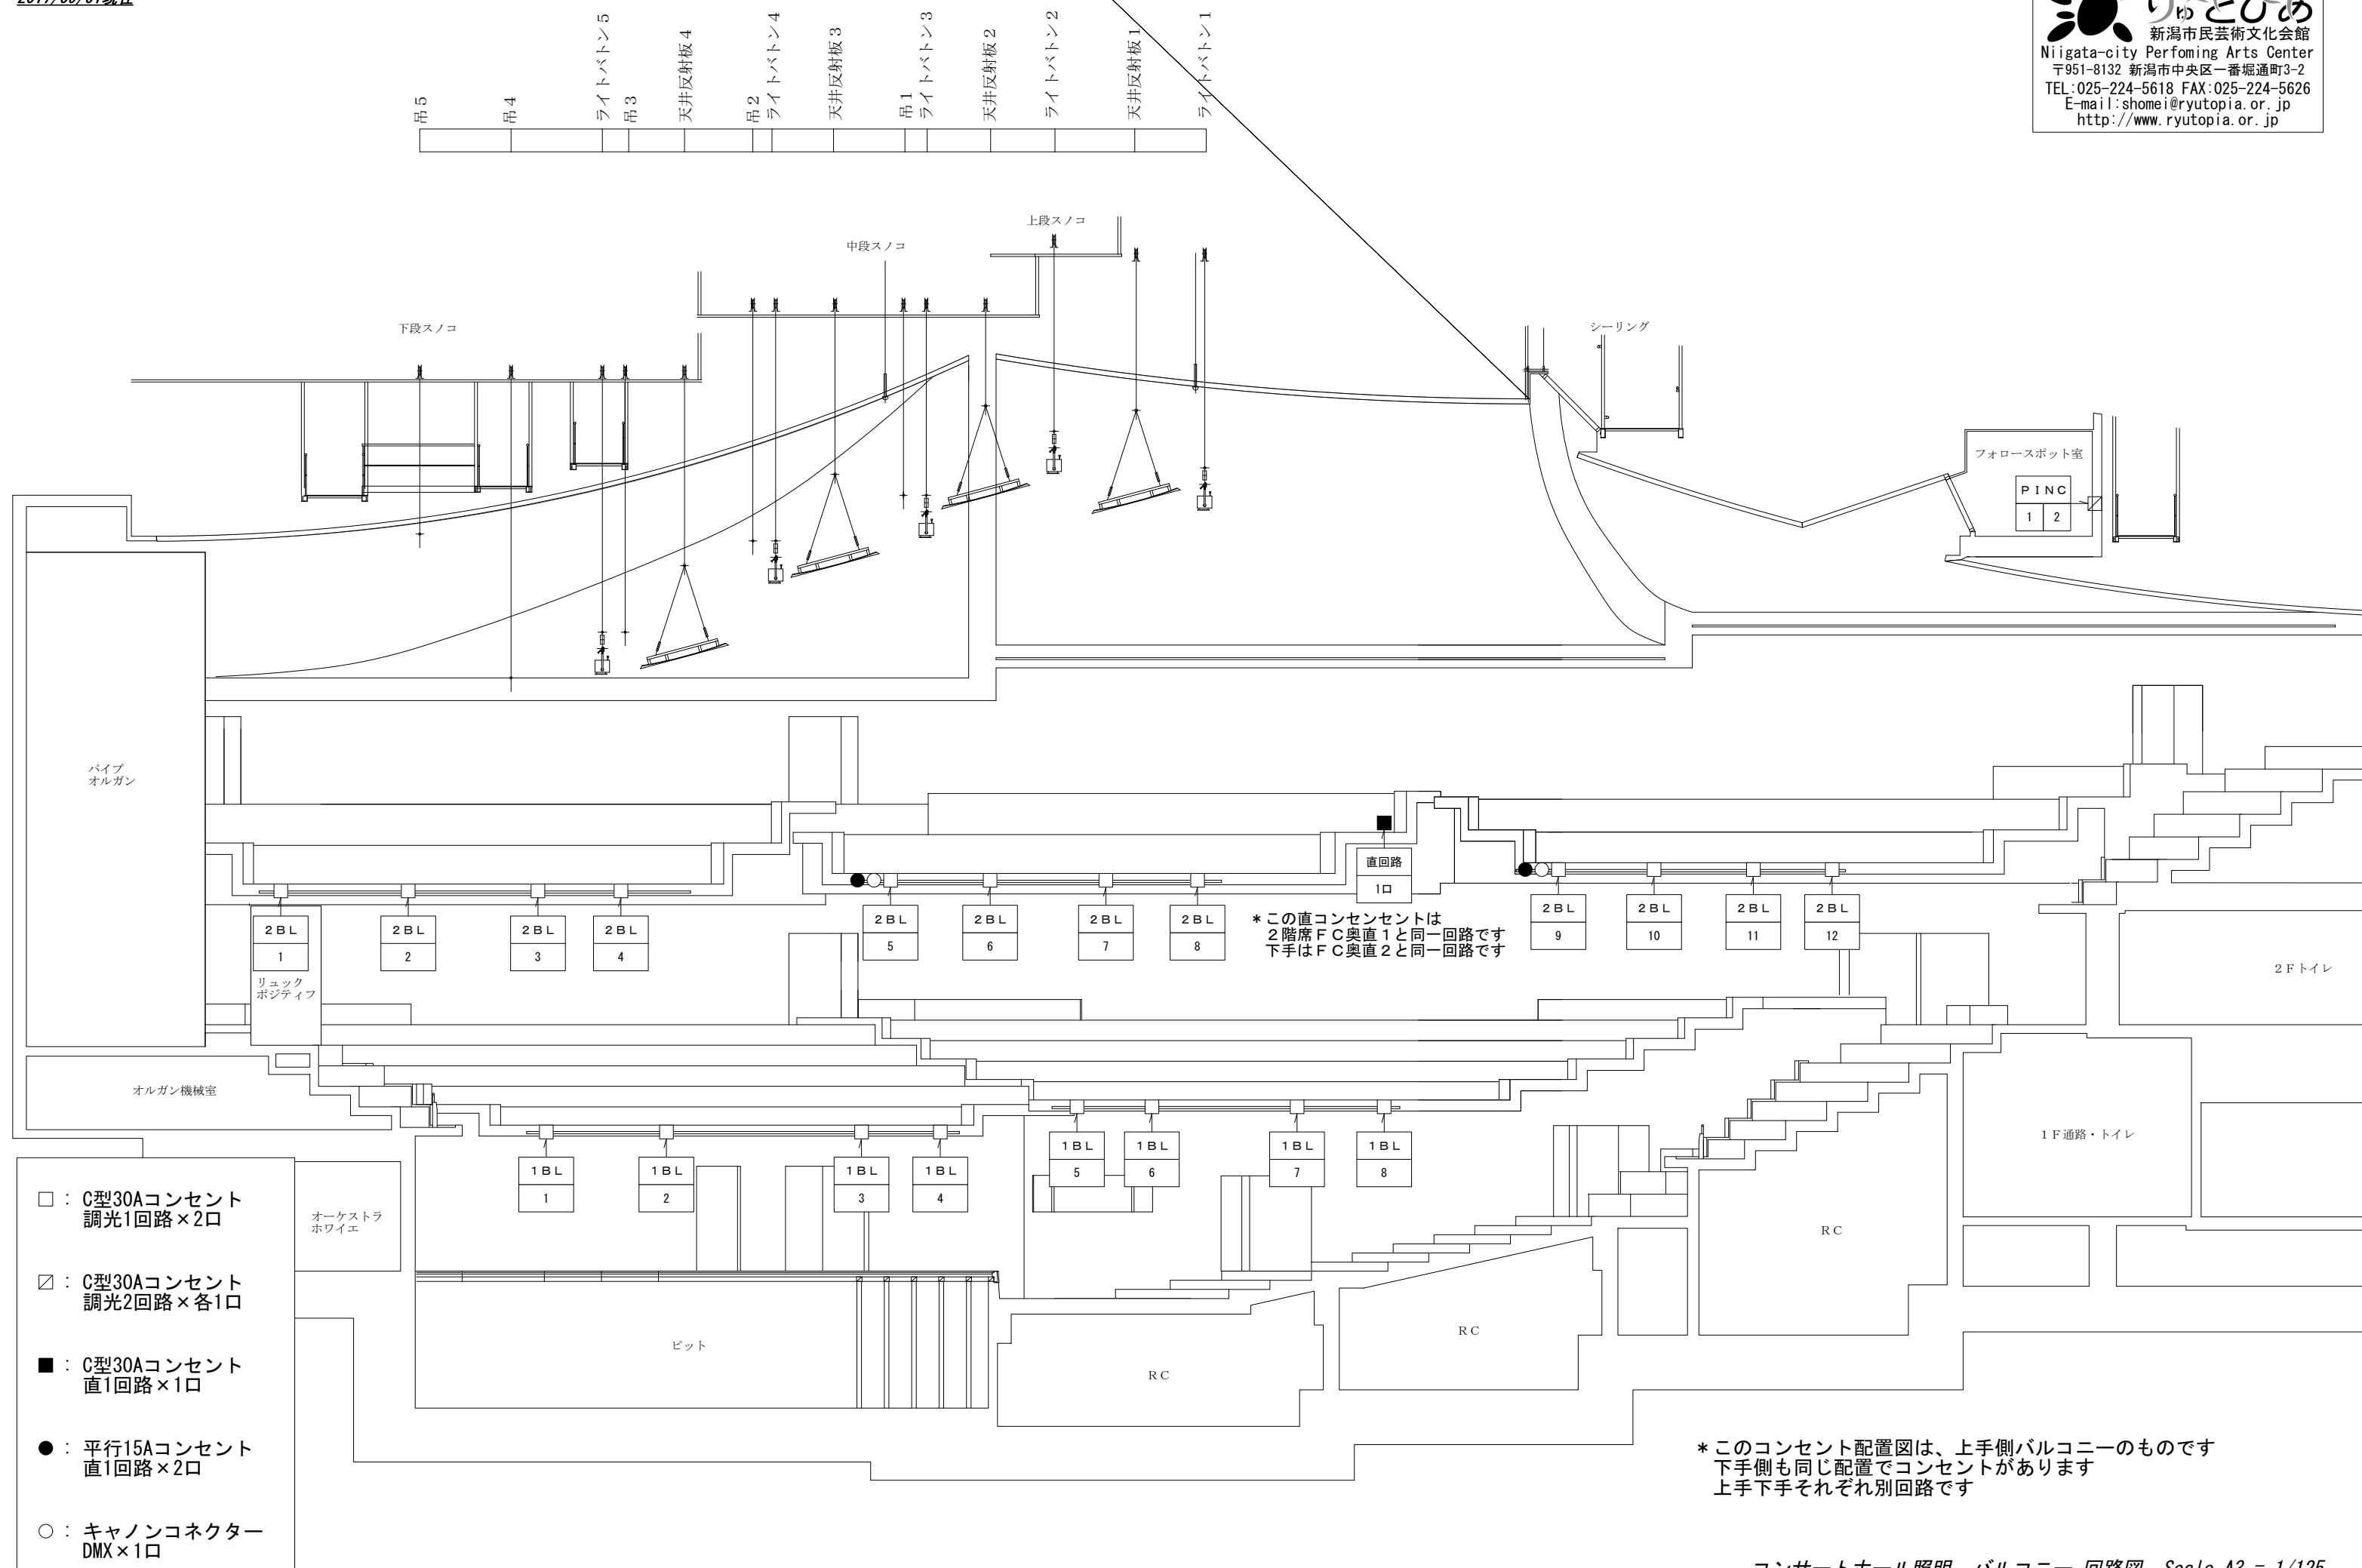 新潟市民芸術文化会館
Niigata-city Perfoming Arts Center
〒951-8132 新潟市中央区一番堀通町3-2
TEL:025-224-5618 FAX:025-224-5626
E-mail:shomei@ryutopia.or.jp
http://www.ryutopia.or.jp
吊5
吊4
ライトバトン5
吊3
天井反射板4
吊2
ライトバトン4
天井反射板3
吊1
ライトバトン3
天井反射板2
ライトバトン2
天井反射板1
ライトバトン1
上段スノコ
中段スノコ
下段スノコ
シーリング
フォロースポット室
PINC
1 2
パイプ
オルガン
直回路
1口
2BL
1
2BL
2
2BL
3
2BL
4
2BL
5
2BL
6
2BL
7
2BL
8
*この直コンセンセントは
2階席FC奥直1と同一回路です
下手はFC奥直2と同一回路です
2BL
9
2BL
10
2BL
11
2BL
12
リュック
ポジティフ
2Fトイレ
オルガン機械室
1F通路・トイレ
1BL
1
1BL
2
1BL
3
1BL
4
1BL
5
1BL
6
1BL
7
1BL
8
オーケストラ
ホワイエ
ピット
RC
RC
RC
□：C型30Aコンセント
調光1回路×2口
〼：C型30Aコンセント
調光2回路×各1口
■：C型30Aコンセント
直1回路×1口
●：平行15Aコンセント
直1回路×2口
○：キャノンコネクター
DMX×1口
*このコンセント配置図は、上手側バルコニーのものです
下手側も同じ配置でコンセントがあります
上手下手それぞれ別回路です